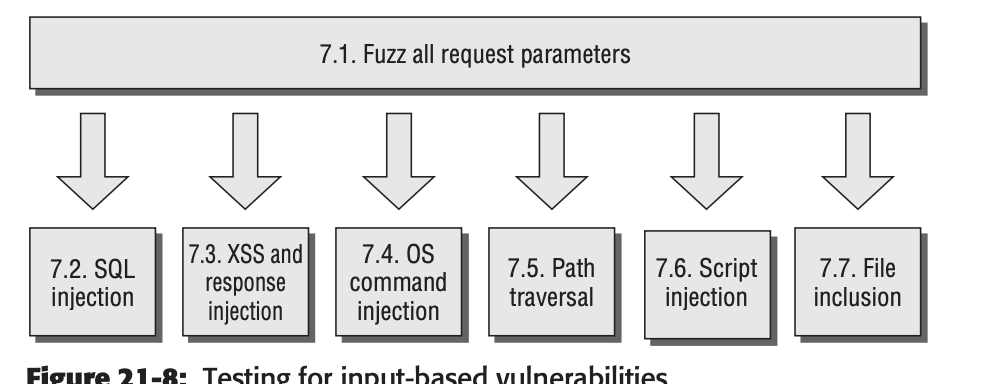 7.1. Fuzz all request parameters
7.2. SQL
injection
7.3. XSS and
response
injection
7.4. OS
command
injection
7.5. Path
traversal
7.6. Script
injection
7.7. File
inclusion
Figure 21-8: Testing for input-based vulnerabilities